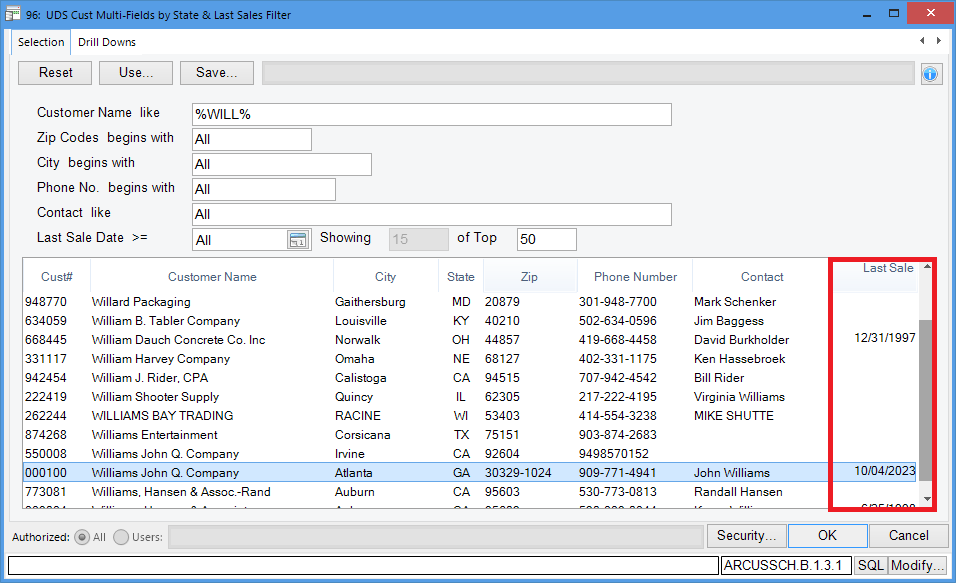 96: UDS Cust Multi-Fields by State & Last Sales Filter
Selection Drill Downs
Reset Use... Save...
Customer Name like %WILL%
Zip Codes begins with All
City begins with All
Phone No. begins with All
Contact like All
Last Sale Date >= All Showing 15 of Top 50
Cust# Customer Name City State Zip Phone Number Contact Last Sale
948770 Willard Packaging Gaithersburg MD 20879 301-948-7700 Mark Schenker
634059 William B. Tabler Company Louisville KY 40210 502-634-0596 Jim Baggess
668445 William Dauch Concrete Co. Inc Norwalk OH 44857 419-668-4458 David Burkholder 12/31/1997
331117 William Harvey Company Omaha NE 68127 402-331-1175 Ken Hassebroek
942454 William J. Rider, CPA Calistoga CA 94515 707-942-4542 Bill Rider
222419 William Shooter Supply Quincy IL 62305 217-222-4195 Virginia Williams
262244 WILLIAMS BAY TRADING RACINE WI 53403 414-554-3238 MIKE SHUTTE
874268 Williams Entertainment Corsicana TX 75151 903-874-2683
550008 Williams John Q. Company Irvine CA 92604 9498570152
000100 Williams John Q. Company Atlanta GA 30329-1024 909-771-4941 John Williams 10/04/2023
773081 Williams, Hansen & Assoc.-Rand Auburn CA 95603 530-773-0813 Randall Hansen
Authorized: All Users: Security... OK Cancel
ARCUSSCH.B.1.3.1 SQL Modify...